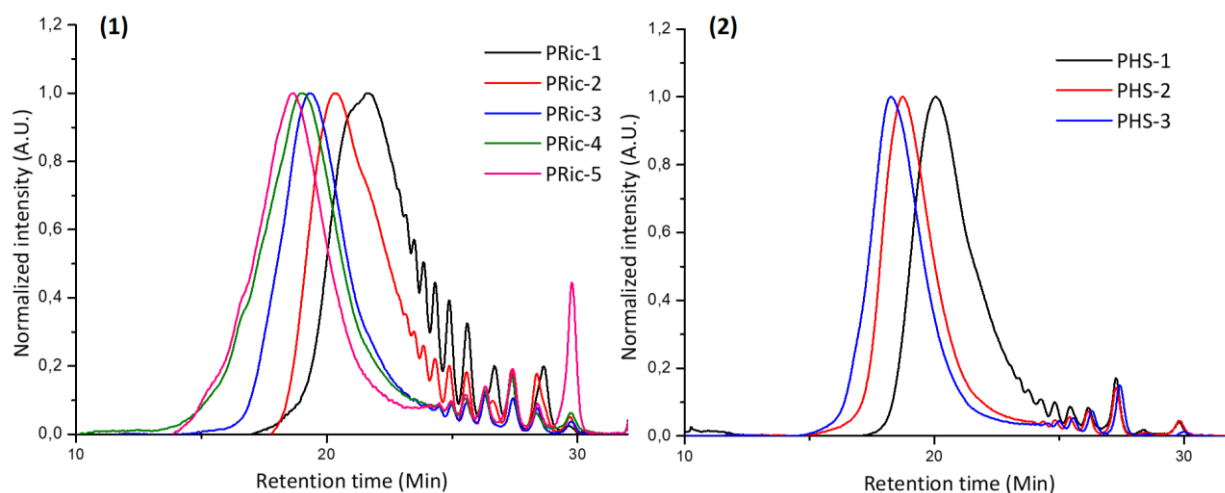 (1)
PRic-1
PRic-2
PRic-3
PRic-4
PRic-5
Normalized intensity (A.U.)
1,2
1,0
0,8
0,6
0,4
0,2
0,0
10
20
30
Retention time (Min)
(2)
PHS-1
PHS-2
PHS-3
Normalized intensity (A.U.)
1,2
1,0
0,8
0,6
0,4
0,2
0,0
10
20
30
Retention time (Min)